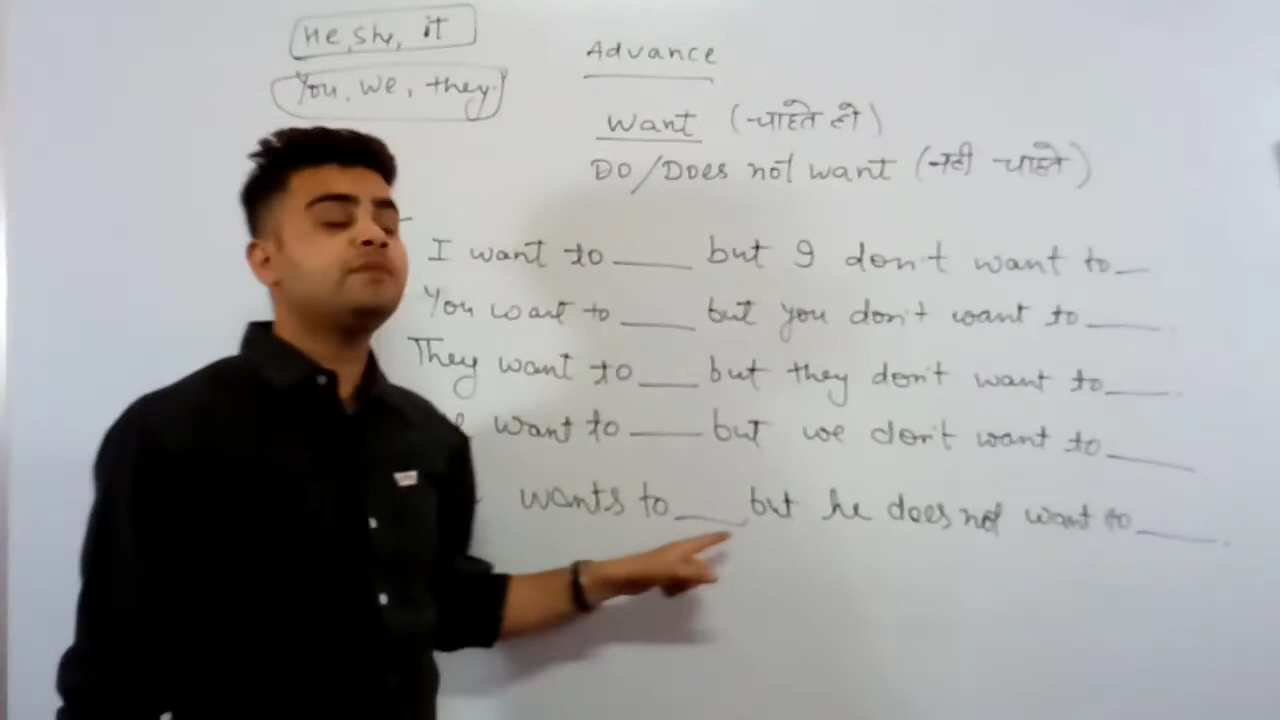 He, she, it
You, we, they
Advance
Want (चाहते हो)
DO/Does not want (नही चाहते)
I want to ____ but I don't want to __
You want to ____ but you don't want to ____.
They want to ___ but they don't want to ____.
want to ____ but we don't want to ____
wants to ____ but he does not want to ____.